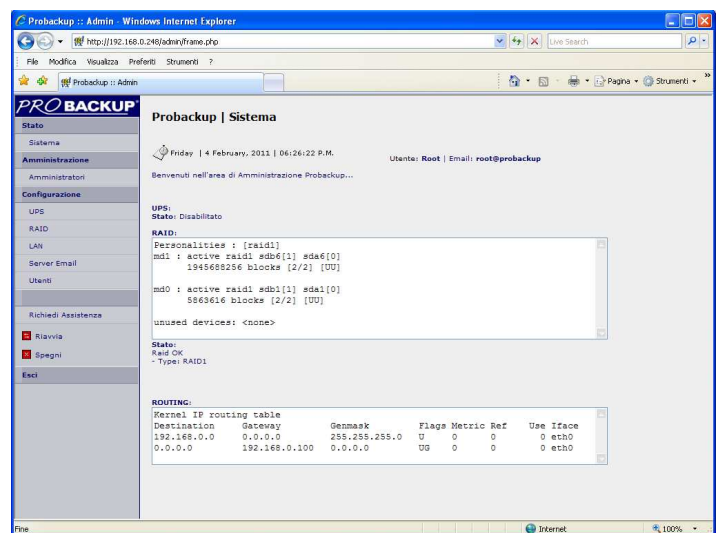 Probackup :: Admin - Windows Internet Explorer
http://192.168.0.248/admin/frame.php
Live Search
File Modifica Visualizza Preferiti Strumenti ?
Probackup :: Admin
Pagina
Strumenti
PROBACKUP
Stato
Sistema
Amministrazione
Amministratori
Configurazione
UPS
RAID
LAN
Server Email
Utenti
Richiedi Assistenza
Riavvia
Spegni
Esci
Probackup | Sistema
Friday | 4 February, 2011 | 06:26:22 P.M.
Utente: Root | Email: root@probackup
Benvenuti nell'area di Amministrazione Probackup...
UPS:
Stato: Disabilitato
RAID:
Personalities : [raid1]
md1 : active raid1 sdb6[1] sda6[0]
1945688256 blocks [2/2] [UU]
md0 : active raid1 sdb1[1] sda1[0]
5863616 blocks [2/2] [UU]
unused devices: <none>
Stato:
Raid OK
- Type: RAID1
ROUTING:
Kernel IP routing table
Destination Gateway Genmask Flags Metric Ref Use Iface
192.168.0.0 0.0.0.0 255.255.255.0 U 0 0 0 eth0
0.0.0.0 192.168.0.100 0.0.0.0 UG 0 0 0 eth0
Fine
Internet
100%